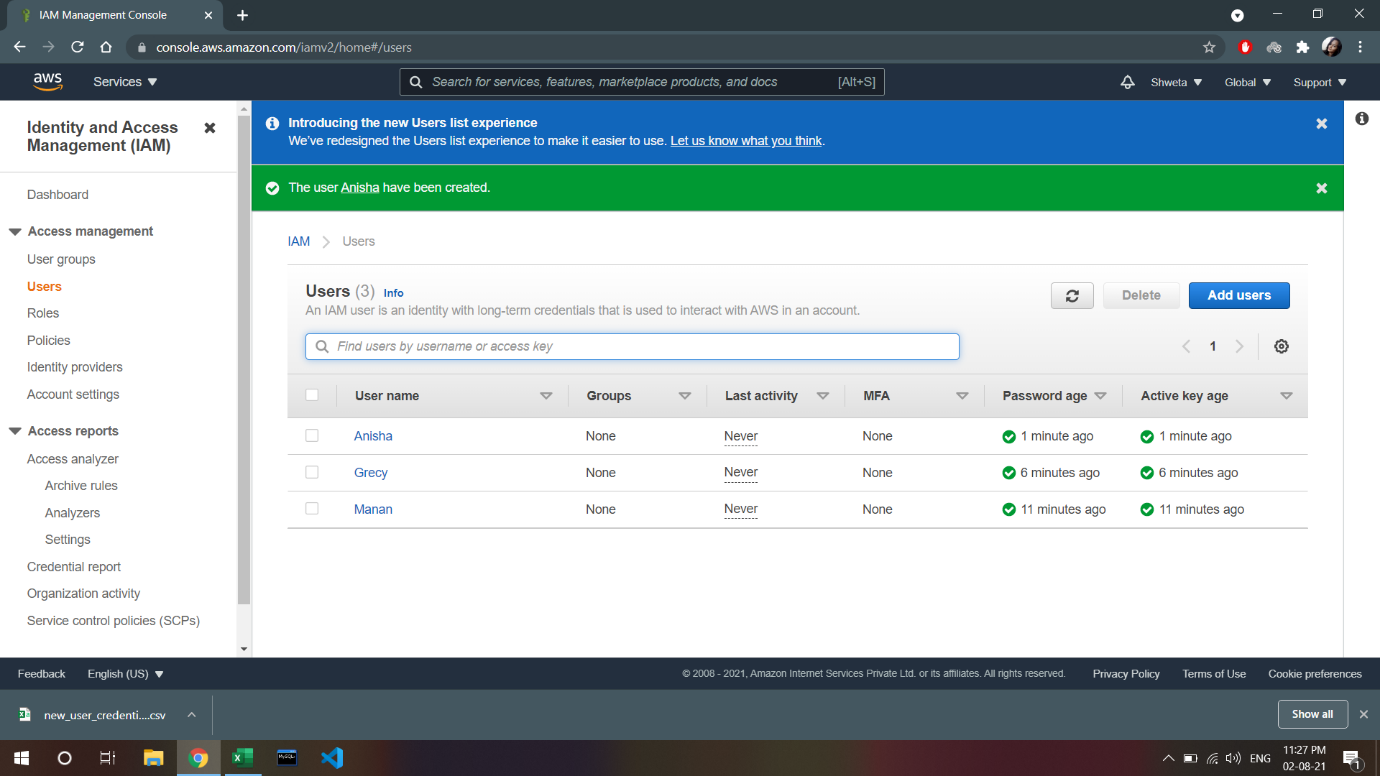 IAM Management Console
console.aws.amazon.com/iamv2/home#/users
aws
Services
Search for services, features, marketplace products, and docs
[Alt+S]
Shweta
Global
Support
Identity and Access
Management (IAM)
Dashboard
Access management
User groups
Users
Roles
Policies
Identity providers
Account settings
Access reports
Access analyzer
Archive rules
Analyzers
Settings
Credential report
Organization activity
Service control policies (SCPs)
Introducing the new Users list experience
We've redesigned the Users list experience to make it easier to use. Let us know what you think.
The user Anisha have been created.
IAM
Users
Users (3) Info
An IAM user is an identity with long-term credentials that is used to interact with AWS in an account.
Delete
Add users
Find users by username or access key
1
User name Groups Last activity MFA Password age Active key age
Anisha None Never None 1 minute ago 1 minute ago
Grecy None Never None 6 minutes ago 6 minutes ago
Manan None Never None 11 minutes ago 11 minutes ago
Feedback
English (US)
© 2008 - 2021, Amazon Internet Services Private Ltd. or its affiliates. All rights reserved.
Privacy Policy
Terms of Use
Cookie preferences
new_user_credenti....csv
Show all
MySQL
ENG
11:27 PM
02-08-21
1